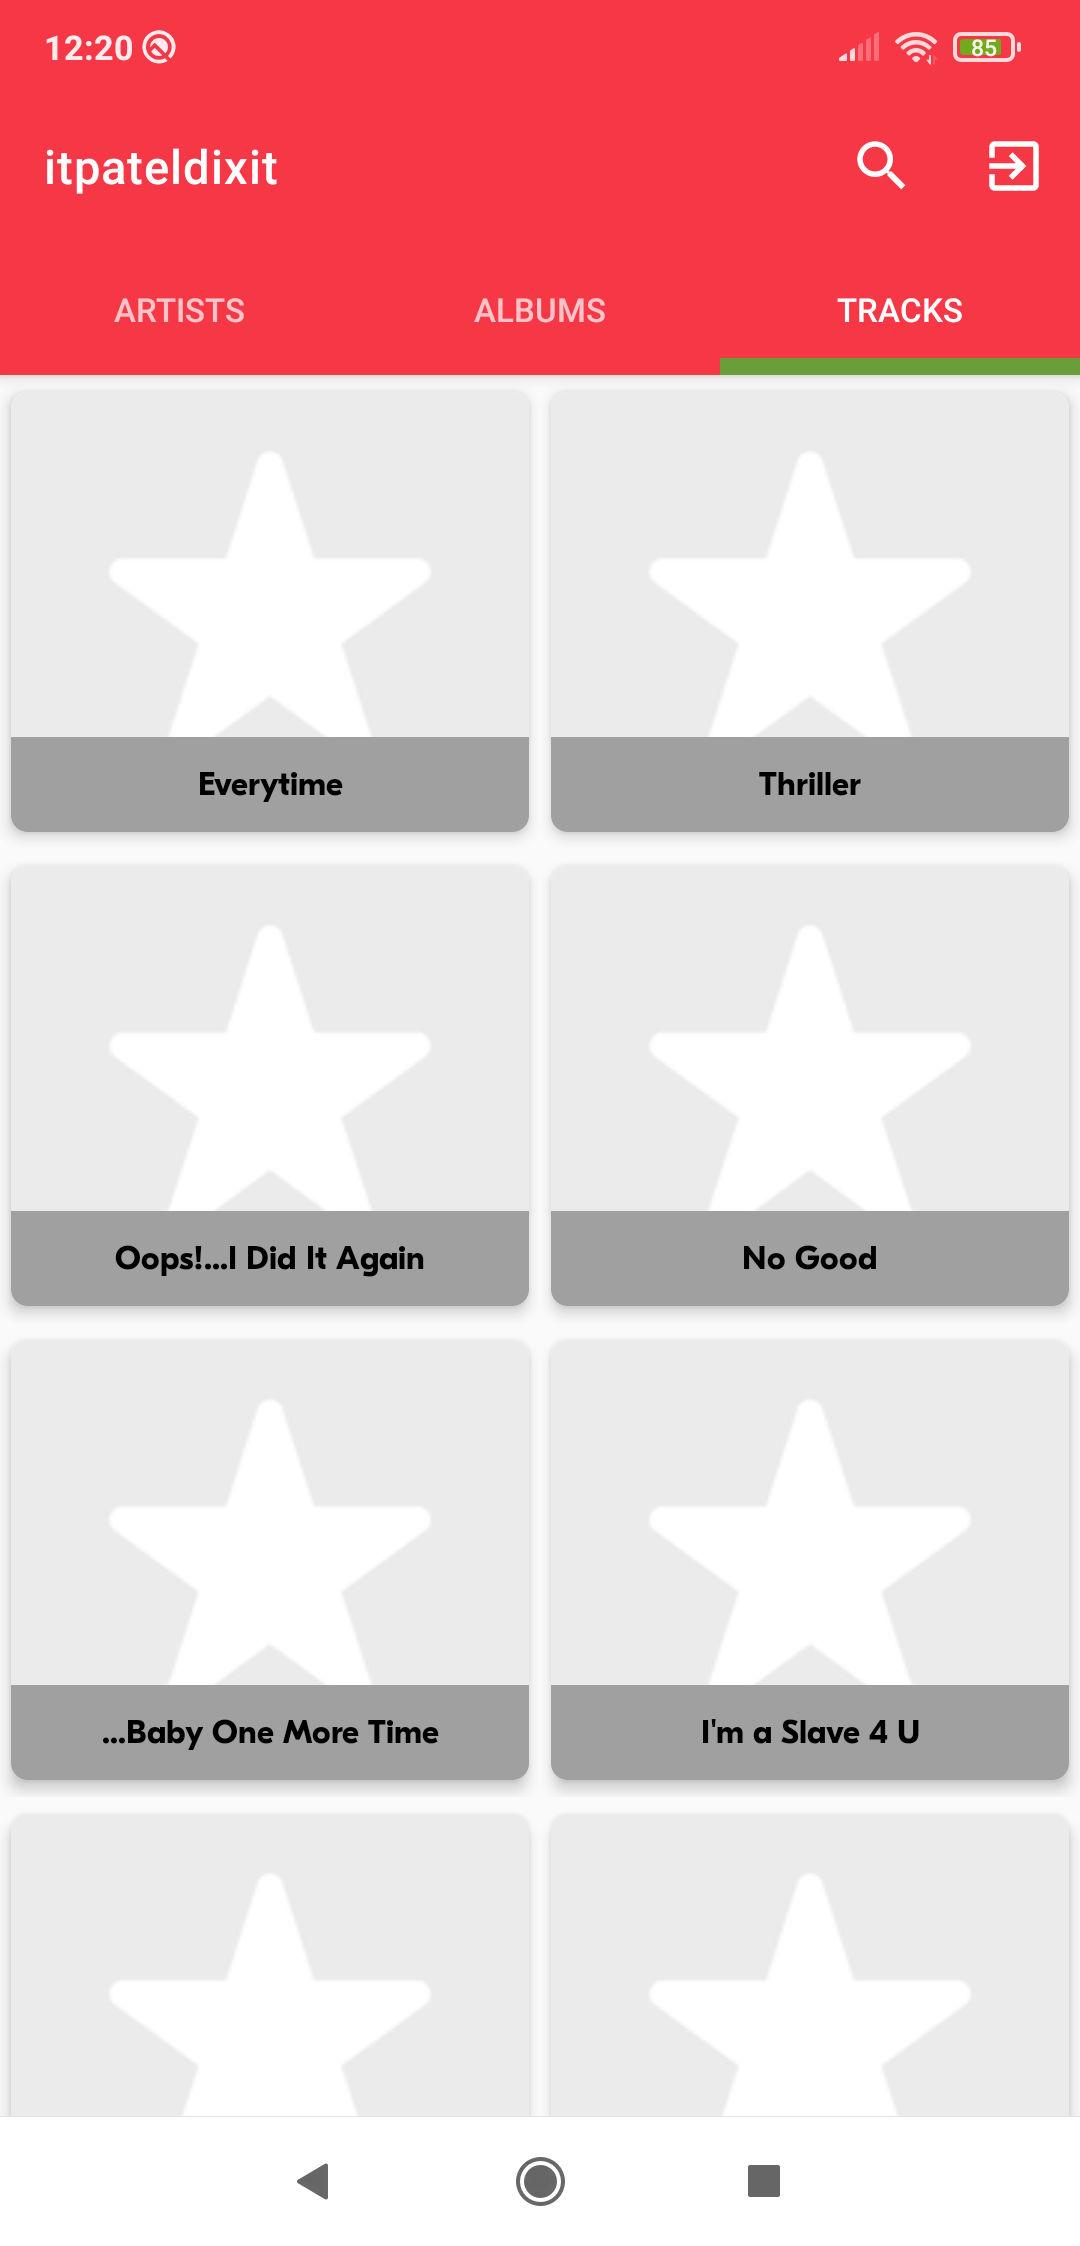 12:20
85
itpateldixit
ARTISTS
ALBUMS
TRACKS
Everytime
Thriller
Oops!...I Did It Again
No Good
...Baby One More Time
I'm a Slave 4 U